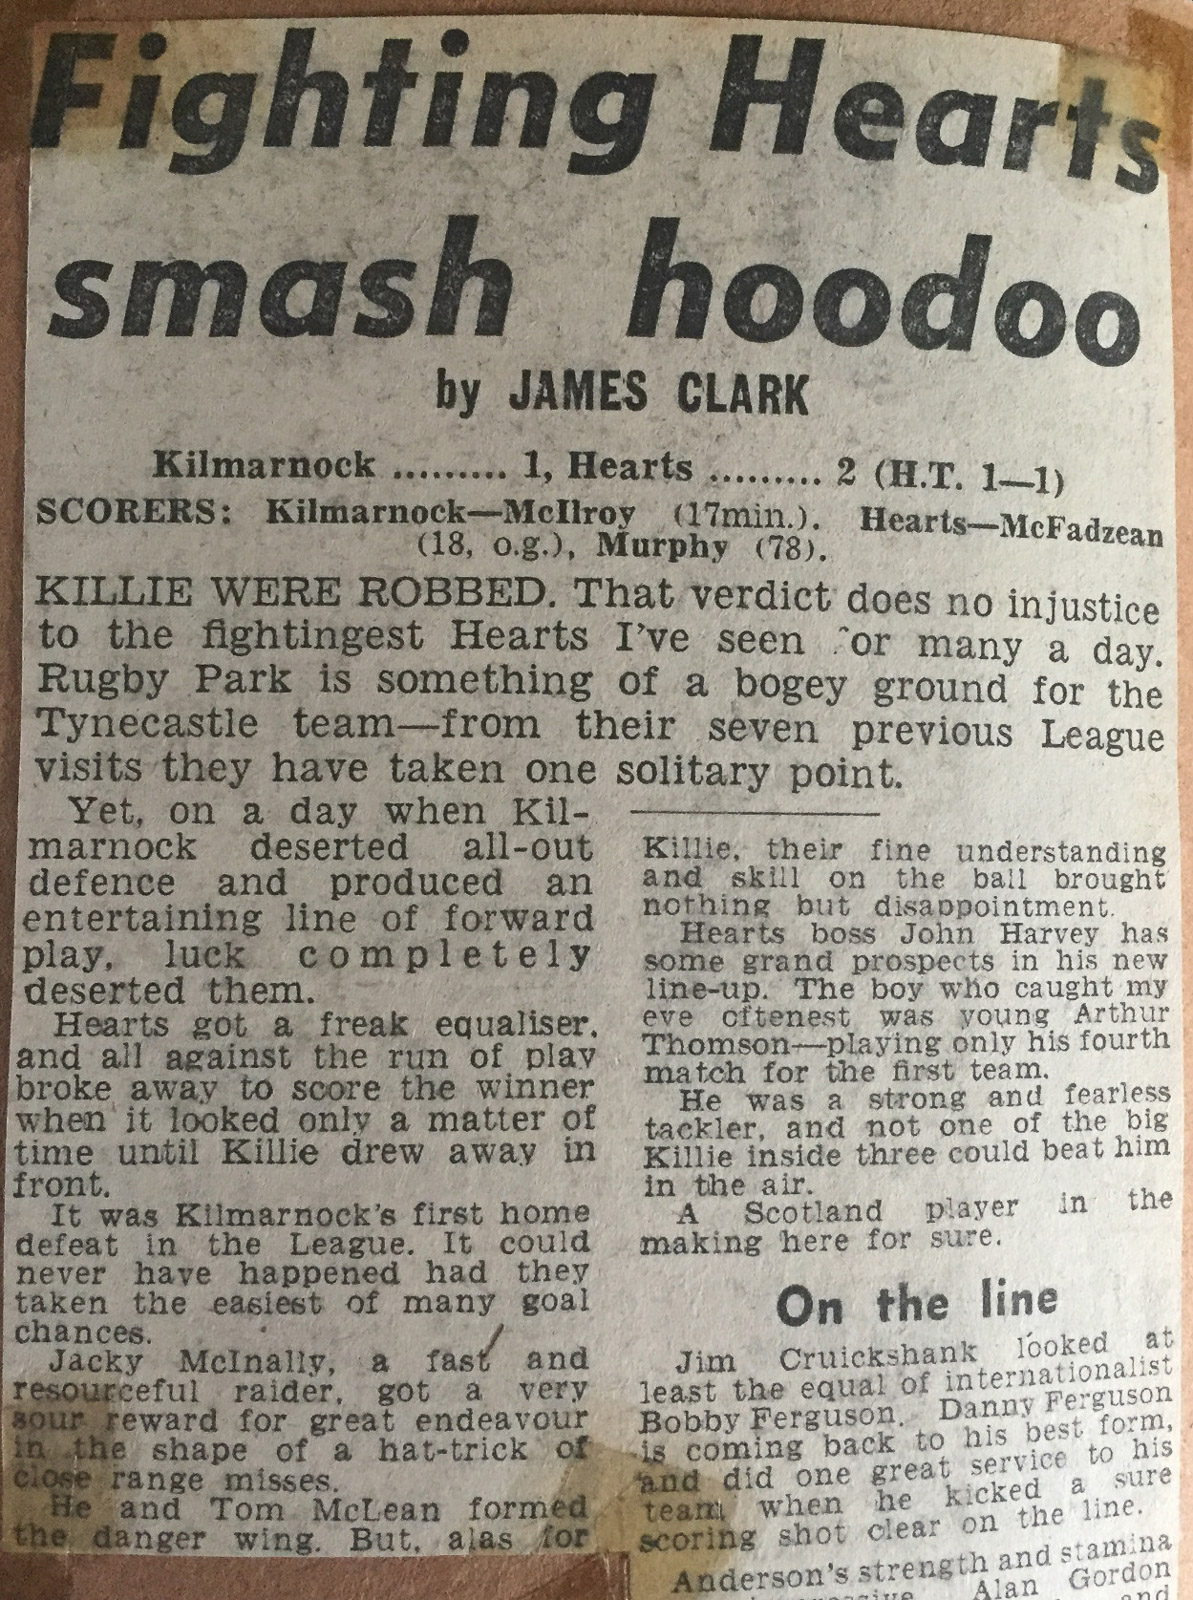 Fighting Hearts
smash hoodoo
by JAMES CLARK
Kilmarnock ......... 1, Hearts ......... 2 (H.T. 1—1)
SCORERS: Kilmarnock—McIlroy (17min.). Hearts—McFadzean
(18, o.g.), Murphy (78).
KILLIE WERE ROBBED. That verdict does no injustice
to the fightingest Hearts I've seen for many a day.
Rugby Park is something of a bogey ground for the
Tynecastle team—from their seven previous League
visits they have taken one solitary point.
Yet, on a day when Kil-
marnock deserted all-out
defence and produced an
entertaining line of forward
play, luck completely
deserted them.
Hearts got a freak equaliser,
and all against the run of play
broke away to score the winner
when it looked only a matter of
time until Killie drew away in
front.
It was Kilmarnock's first home
defeat in the League. It could
never have happened had they
taken the easiest of many goal
chances.
Jacky McInally, a fast and
resourceful raider, got a very
sour reward for great endeavour
in the shape of a hat-trick of
close range misses.
He and Tom McLean formed
the danger wing. But, alas for
Killie, their fine understanding
and skill on the ball brought
nothing but disappointment.
Hearts boss John Harvey has
some grand prospects in his new
line-up. The boy who caught my
eye oftenest was young Arthur
Thomson—playing only his fourth
match for the first team.
He was a strong and fearless
tackler, and not one of the big
Killie inside three could beat him
in the air.
A Scotland player in the
making here for sure.
On the line
Jim Cruickshank looked at
least the equal of internationalist
Bobby Ferguson. Danny Ferguson
is coming back to his best form,
and did one great service to his
team when he kicked a sure
scoring shot clear on the line.
Anderson's strength and stamina
Alan Gordon
and